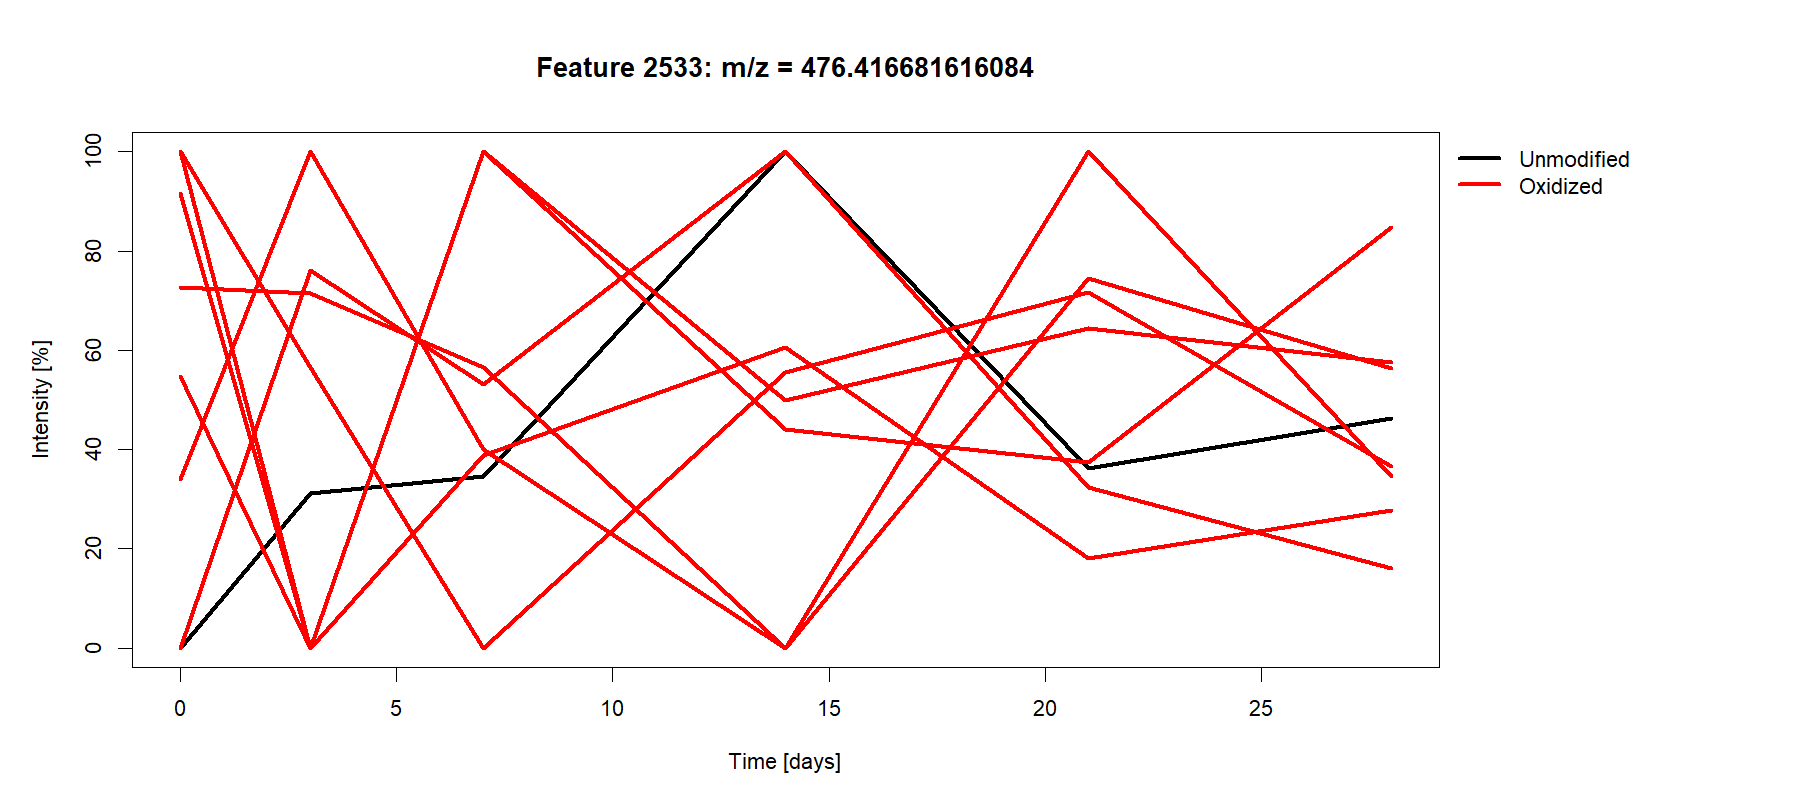 Feature 2533: m/z = 476.416681616084
Unmodified
Oxidized
Intensity [%]
100
80
60
40
20
0
0 5 10 15 20 25
Time [days]